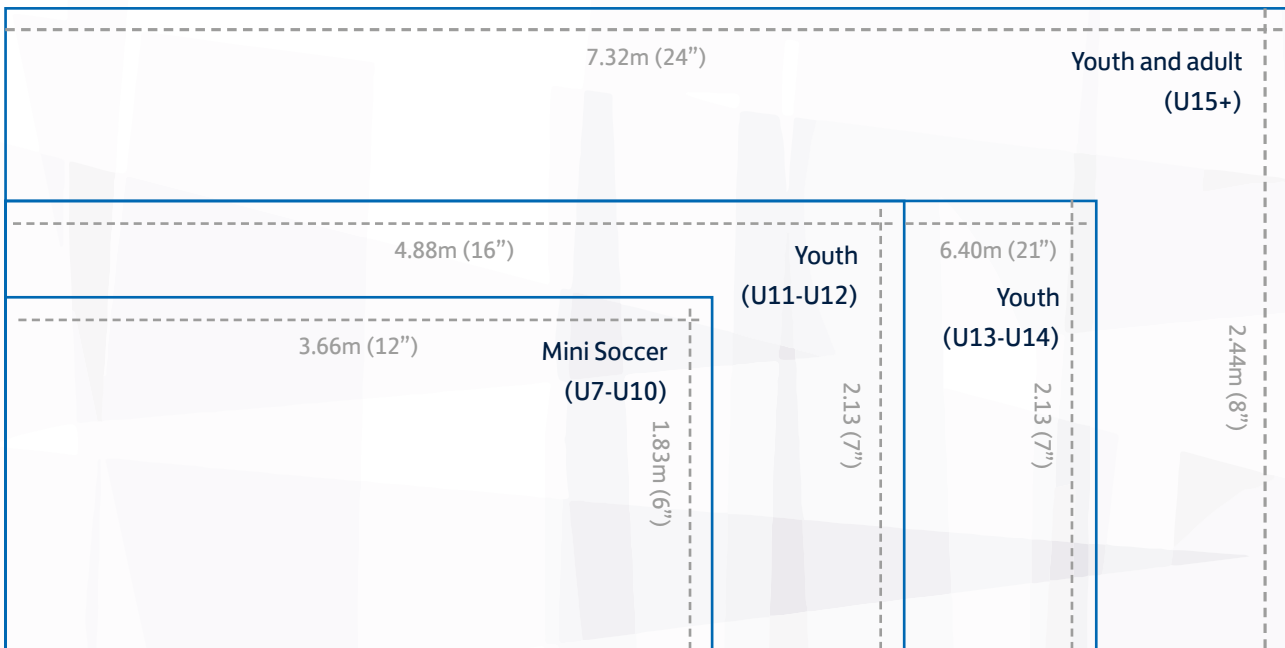 7.32m (24”)
Youth and adult
(U15+)
4.88m (16”)
Youth
(U11-U12)
6.40m (21”)
Youth
(U13-U14)
3.66m (12”)
Mini Soccer
(U7-U10)
1.83m (6”)
2.13 (7”)
2.13 (7”)
2.44m (8”)